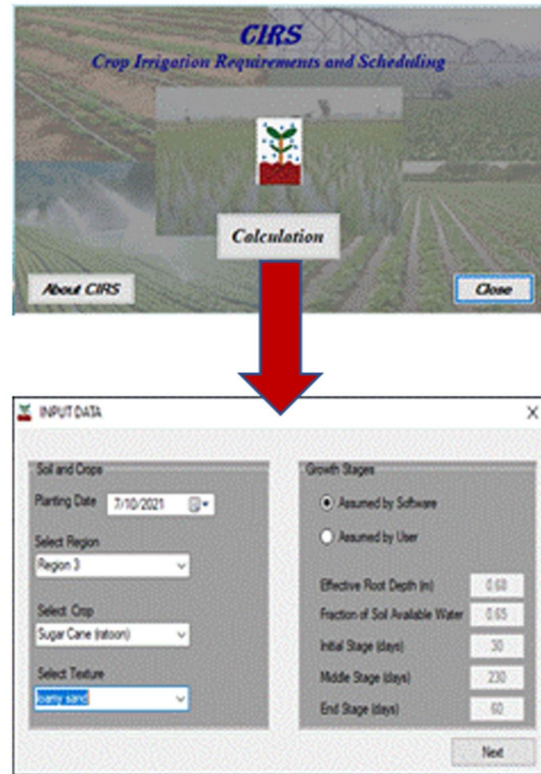 CIRS
Crop Irrigation Requirements and Scheduling
Calculation
About CIRS
Close
INPUT DATA
Soil and Crops
Planting Date 7/10/2021
Select Region
Region 3
Select Crop
Sugar Cane (ratoon)
Select Texture
loamy sand
Growth Stages
Assumed by Software
Assumed by User
Effective Root Depth (m) 0.68
Fraction of Soil Available Water 0.65
Initial Stage (days) 30
Middle Stage (days) 230
End Stage (days) 60
Next